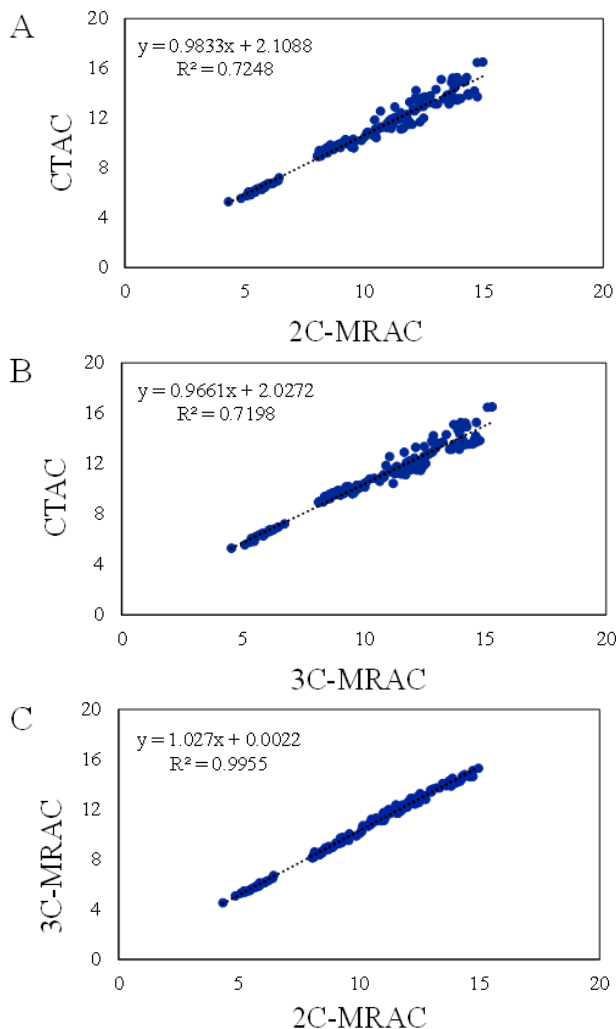 A
y = 0.9833x + 2.1088
R² = 0.7248
20
16
12
8
4
0
CTAC
0 5 10 15 20
2C-MRAC
B
y = 0.9661x + 2.0272
R² = 0.7198
20
16
12
8
4
0
CTAC
0 5 10 15 20
3C-MRAC
C
y = 1.027x + 0.0022
R² = 0.9955
20
16
12
8
4
0
3C-MRAC
0 5 10 15 20
2C-MRAC